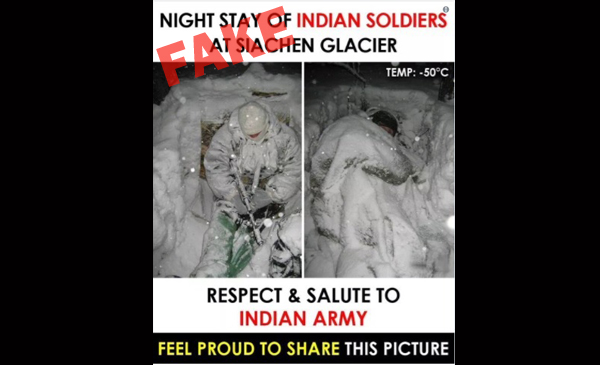 NIGHT STAY OF INDIAN SOLDIERS
AT SIACHEN GLACIER
FAKE
TEMP: -50°C
RESPECT & SALUTE TO
INDIAN ARMY
FEEL PROUD TO SHARE THIS PICTURE